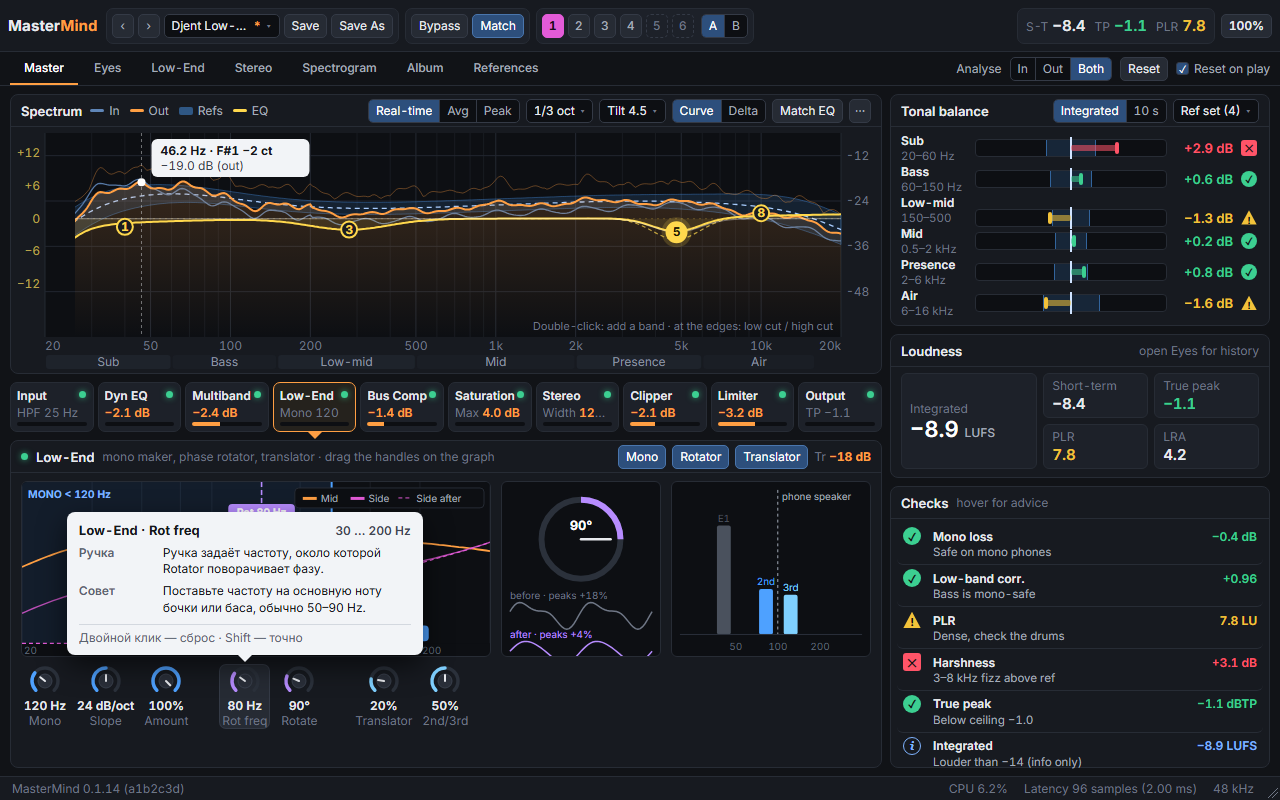 MasterMind
‹ › Djent Low-... * Save Save As Bypass Match 1 2 3 4 5 6 A B S-T −8.4 TP −1.1 PLR 7.8 100%
Master Eyes Low-End Stereo Spectrogram Album References Analyse In Out Both Reset Reset on play
Spectrum In Out Refs EQ Real-time Avg Peak 1/3 oct Tilt 4.5 Curve Delta Match EQ ...
46.2 Hz · F#1 −2 ct
−19.0 dB (out)
+12 −12
+6 −24
0
−6 −36
−12 −48
1 3 5 8
Double-click: add a band · at the edges: low cut / high cut
20 50 100 200 500 1k 2k 5k 10k 20k
Sub Bass Low-mid Mid Presence Air
Tonal balance Integrated 10 s Ref set (4)
Sub
20–60 Hz
+2.9 dB
Bass
60–150 Hz
+0.6 dB
Low-mid
150–500
−1.3 dB
Mid
0.5–2 kHz
+0.2 dB
Presence
2–6 kHz
+0.8 dB
Air
6–16 kHz
−1.6 dB
Loudness open Eyes for history
Integrated
−8.9 LUFS
Short-term
−8.4
True peak
−1.1
PLR
7.8
LRA
4.2
Input
HPF 25 Hz
Dyn EQ
−2.1 dB
Multiband
−2.4 dB
Low-End
Mono 120
Bus Comp
−1.4 dB
Saturation
Max 4.0 dB
Stereo
Width 12...
Clipper
−2.1 dB
Limiter
−3.2 dB
Output
TP −1.1
Low-End mono maker, phase rotator, translator · drag the handles on the graph Mono Rotator Translator Tr −18 dB
MONO < 120 Hz
Mid Side Side after
Rot 80 Hz
20 200
Low-End · Rot freq 30 ... 200 Hz
Ручка Ручка задаёт частоту, около которой
Rotator поворачивает фазу.
Совет Поставьте частоту на основную ноту
бочки или баса, обычно 50–90 Hz.
Двойной клик — сброс · Shift — точно
90°
before · peaks +18%
after · peaks +4%
phone speaker
E1
2nd 3rd
50 100 200
120 Hz 24 dB/oct 100% 80 Hz 90° 20% 50%
Mono Slope Amount Rot freq Rotate Translator 2nd/3rd
Checks hover for advice
Mono loss −0.4 dB
Safe on mono phones
Low-band corr. +0.96
Bass is mono-safe
PLR 7.8 LU
Dense, check the drums
Harshness +3.1 dB
3–8 kHz fizz above ref
True peak −1.1 dBTP
Below ceiling −1.0
Integrated −8.9 LUFS
Louder than −14 (info only)
MasterMind 0.1.14 (a1b2c3d) CPU 6.2% Latency 96 samples (2.00 ms) 48 kHz